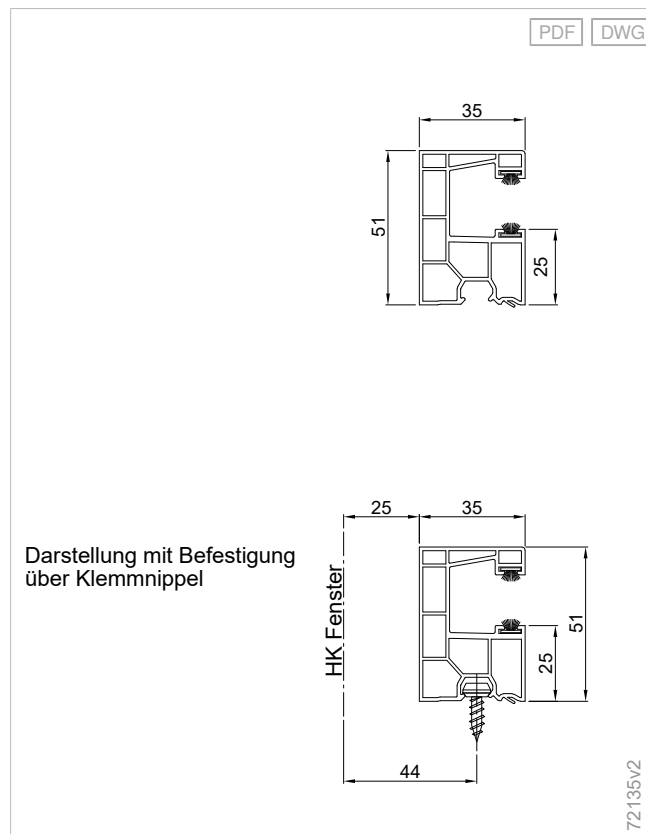 PDF DWG
35
51
25
25 35
Darstellung mit Befestigung
über Klemmnippel
HK Fenster
51
25
44
72135v2